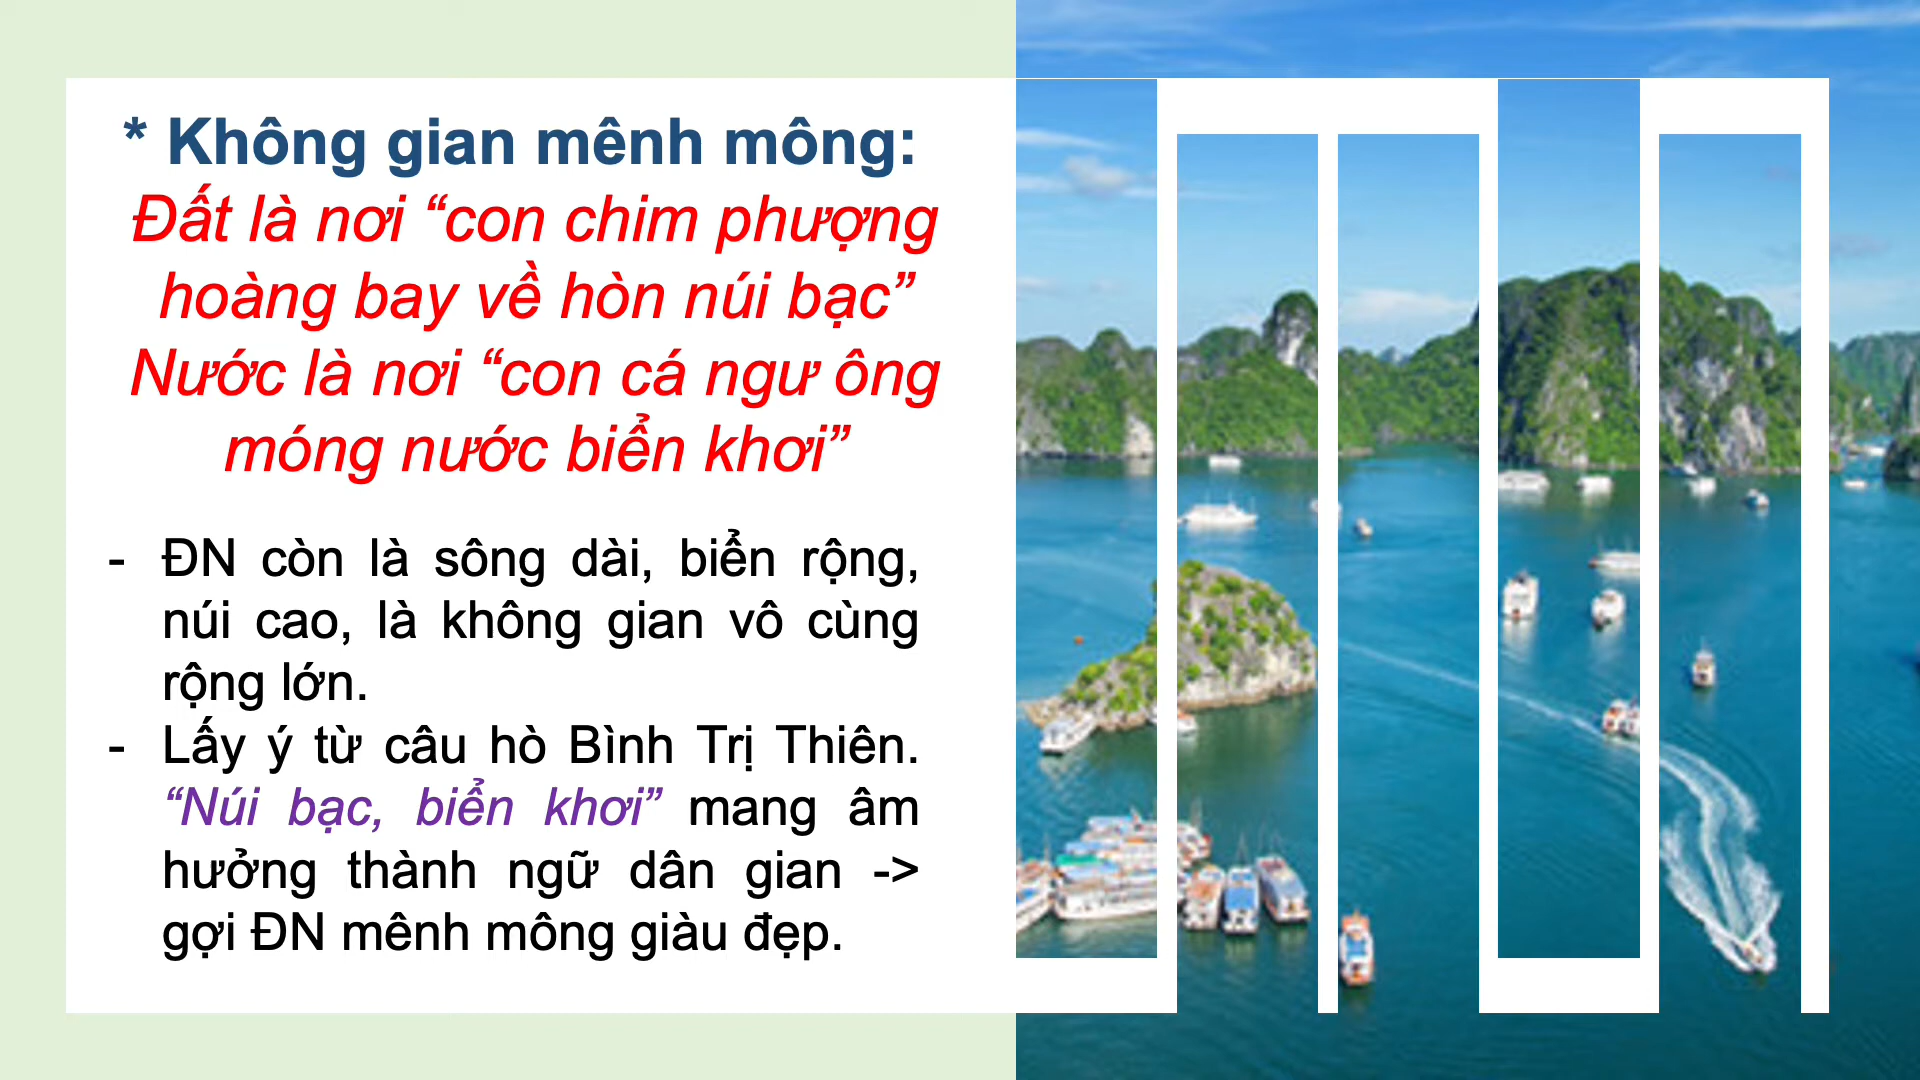 * Không gian mênh mông:
Đất là nơi “con chim phượng
hoàng bay về hòn núi bạc”
Nước là nơi “con cá ngư ông
móng nước biển khơi”
- ĐN còn là sông dài, biển rộng,
núi cao, là không gian vô cùng
rộng lớn.
- Lấy ý từ câu hò Bình Trị Thiên.
“Núi bạc, biển khơi” mang âm
hưởng thành ngữ dân gian ->
gợi ĐN mênh mông giàu đẹp.